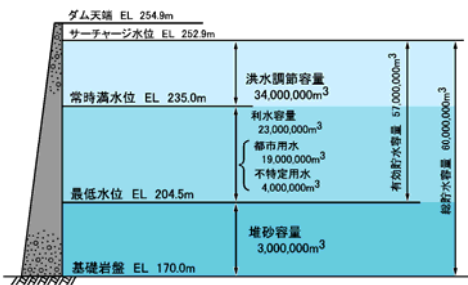 ダム天端 EL 254.9m
サーチャージ水位 EL 252.9m
洪水調節容量
34,000,000m³
常時満水位 EL 235.0m
利水容量
23,000,000m³
都市用水
19,000,000m³
不特定用水
4,000,000m³
最低水位 EL 204.5m
堆砂容量
3,000,000m³
基礎岩盤 EL 170.0m
有効貯水容量 57,000,000m³
総貯水容量 60,000,000m³